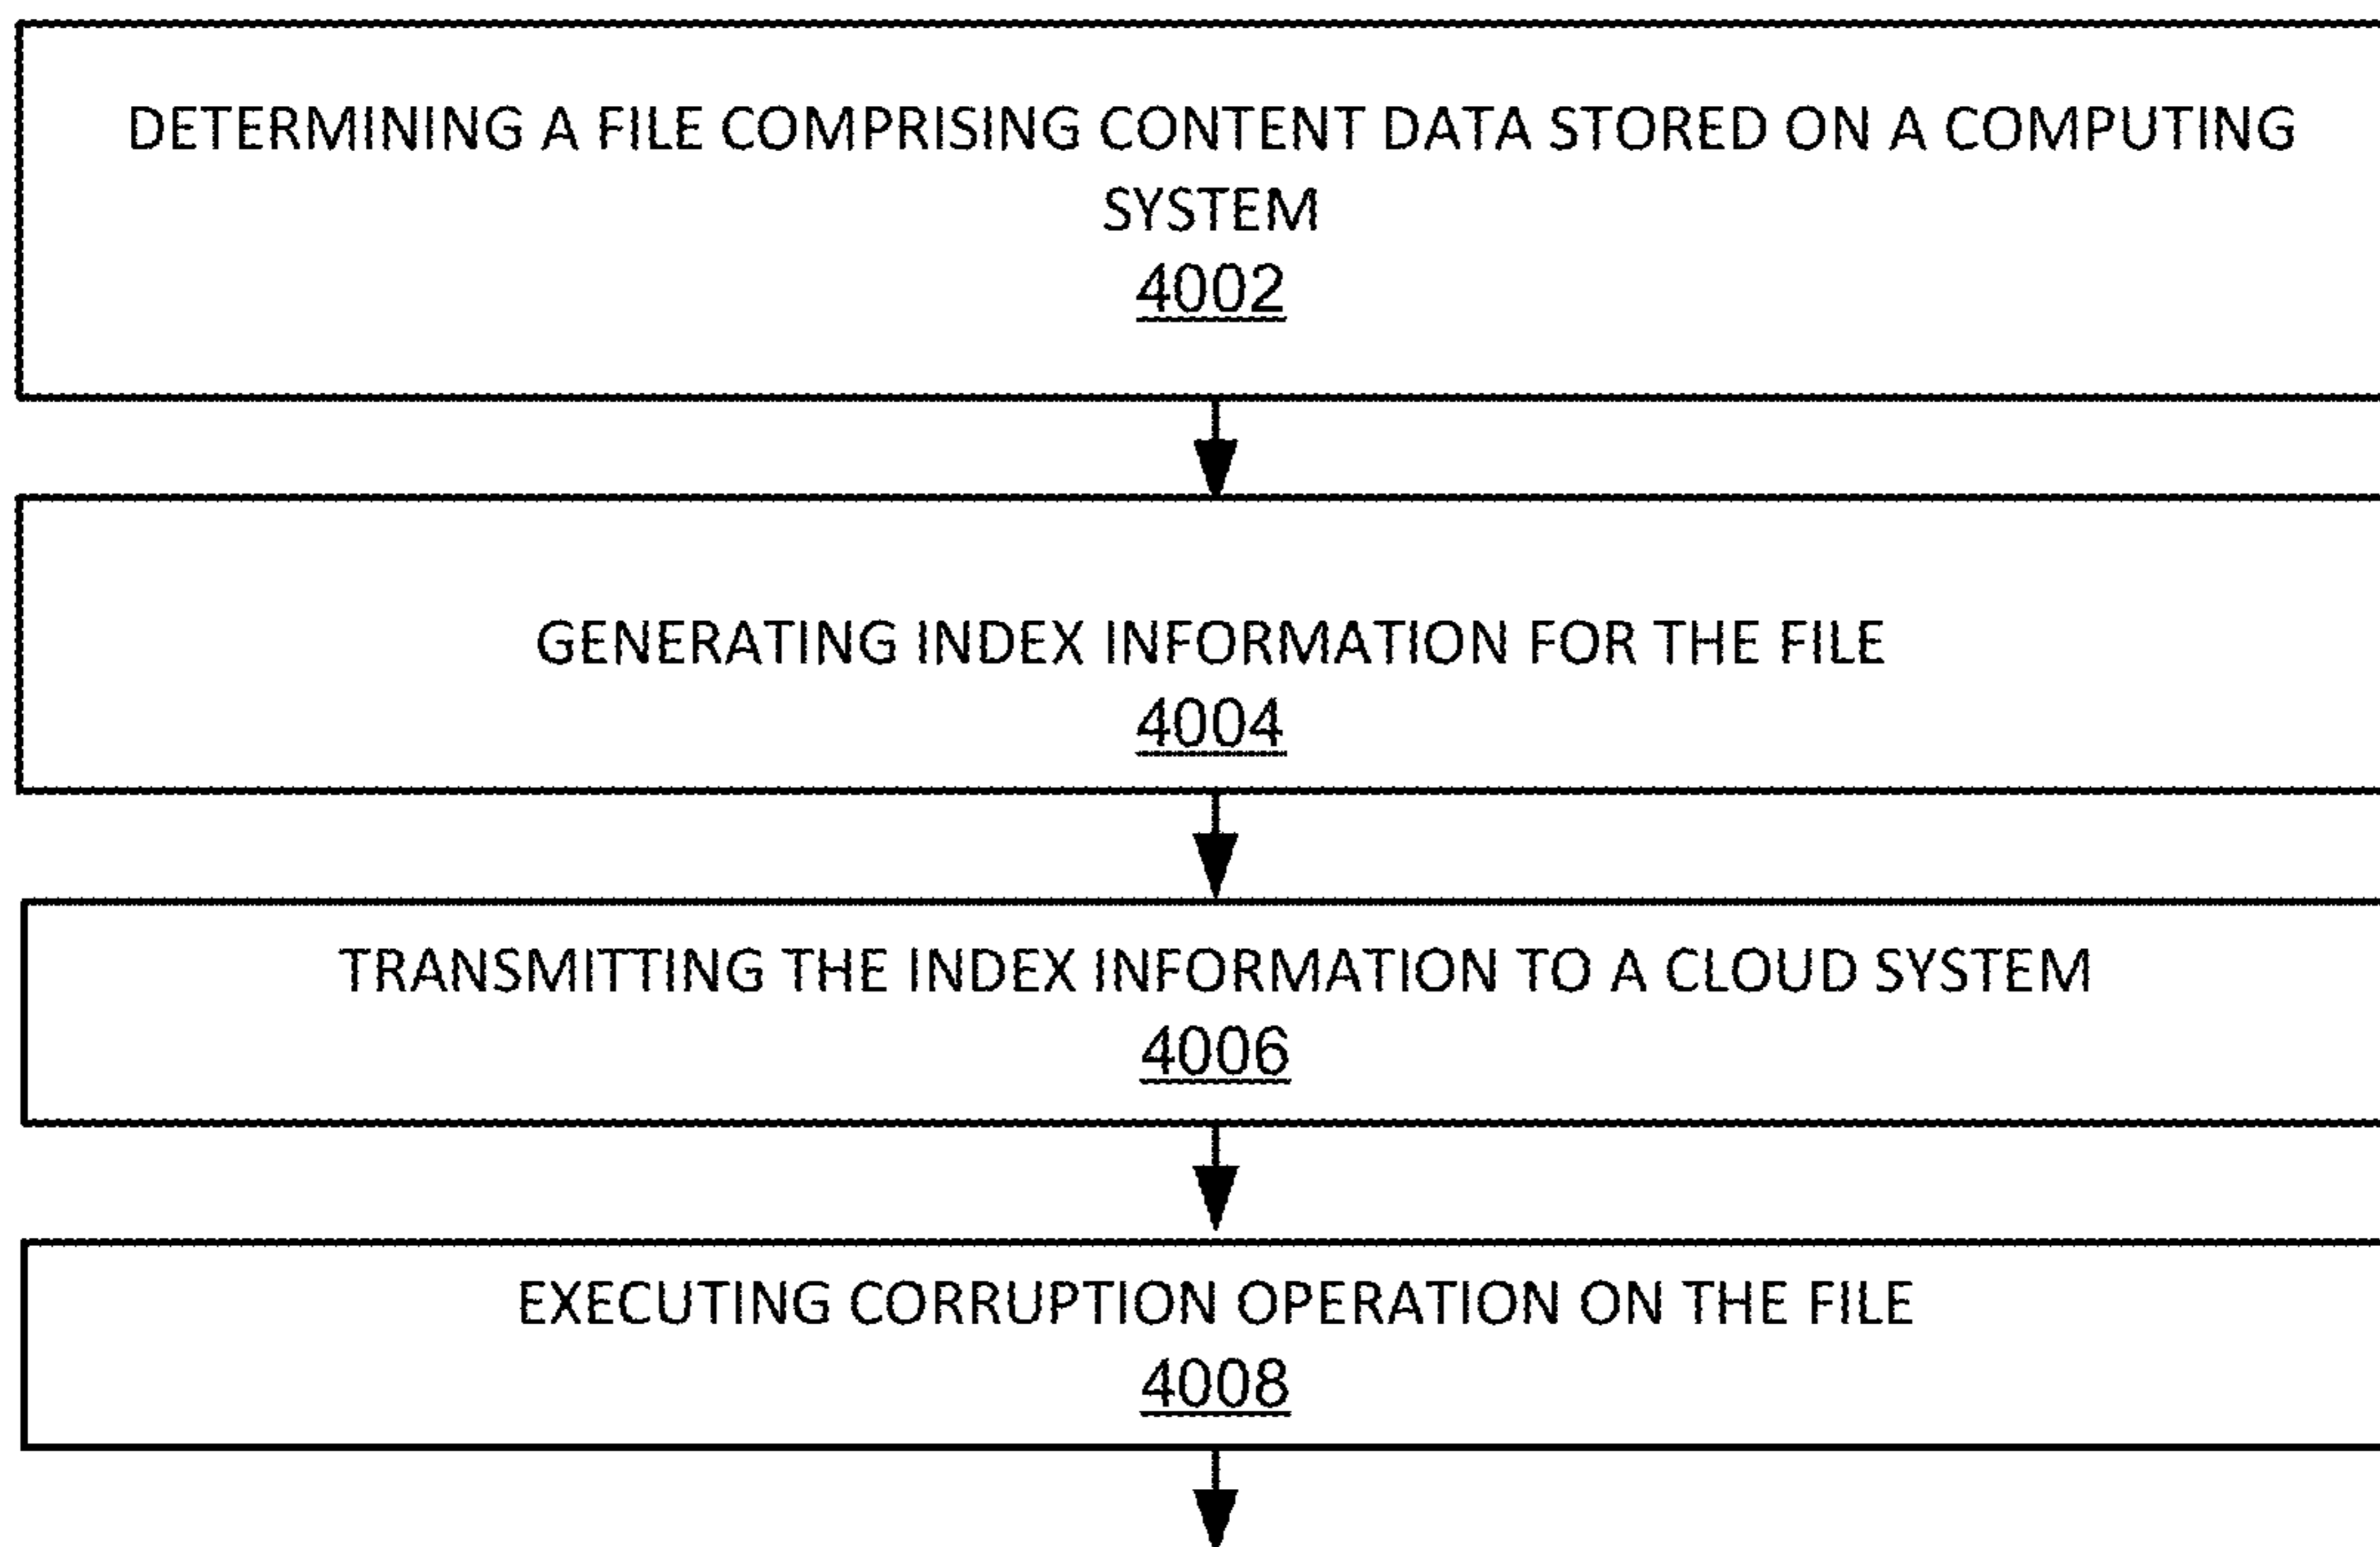 DETERMINING A FILE COMPRISING CONTENT DATA STORED ON A COMPUTING
SYSTEM
4002
GENERATING INDEX INFORMATION FOR THE FILE
4004
TRANSMITTING THE INDEX INFORMATION TO A CLOUD SYSTEM
4006
EXECUTING CORRUPTION OPERATION ON THE FILE
4008